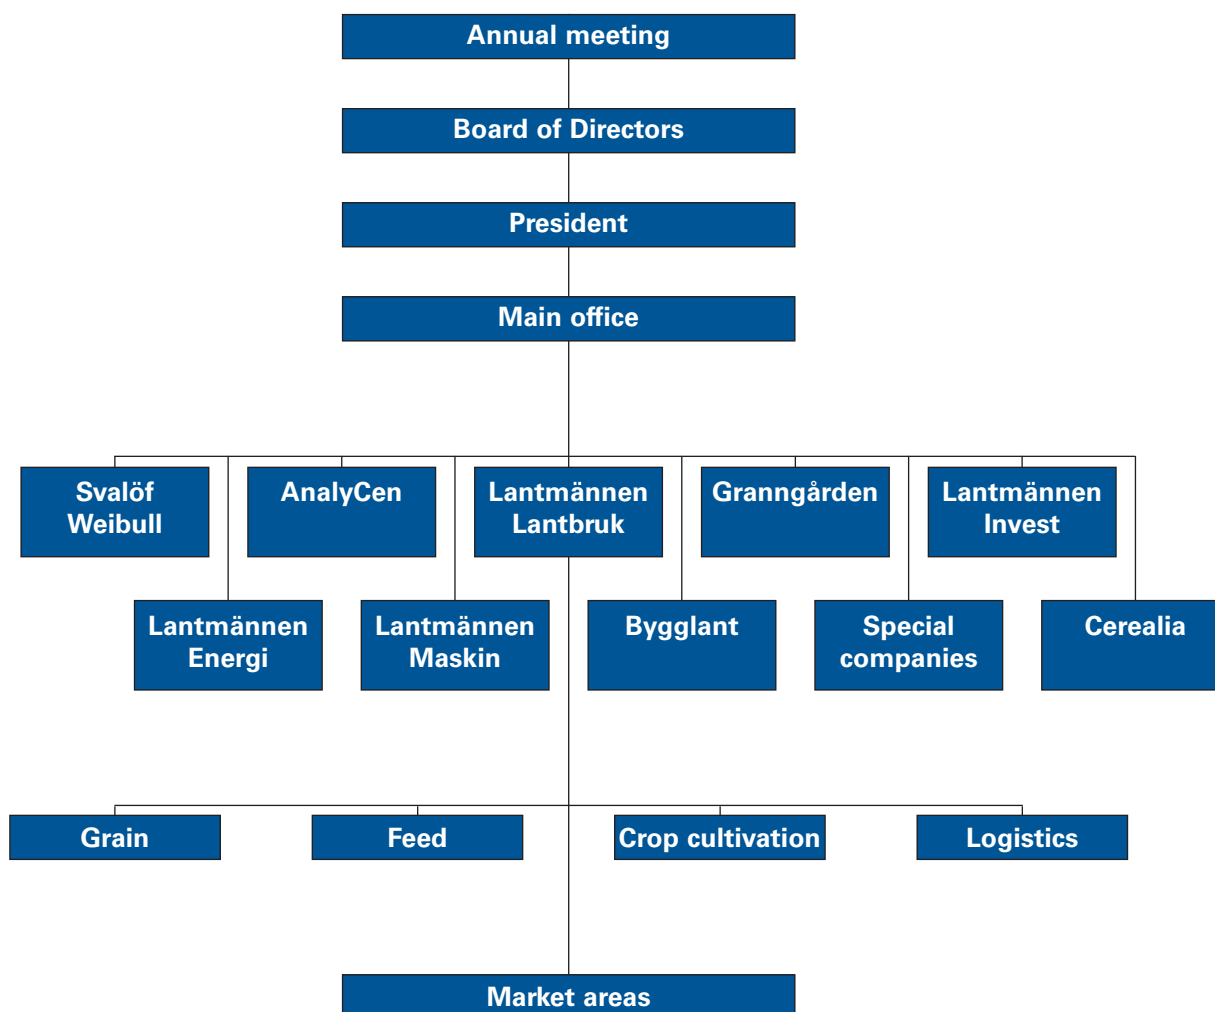 Annual meeting
Board of Directors
President
Main office
Svalöf
Weibull
AnalyCen
Lantmännen
Lantbruk
Granngården
Lantmännen
Invest
Lantmännen
Energi
Lantmännen
Maskin
Bygglant
Special
companies
Cerealia
Grain
Feed
Crop cultivation
Logistics
Market areas